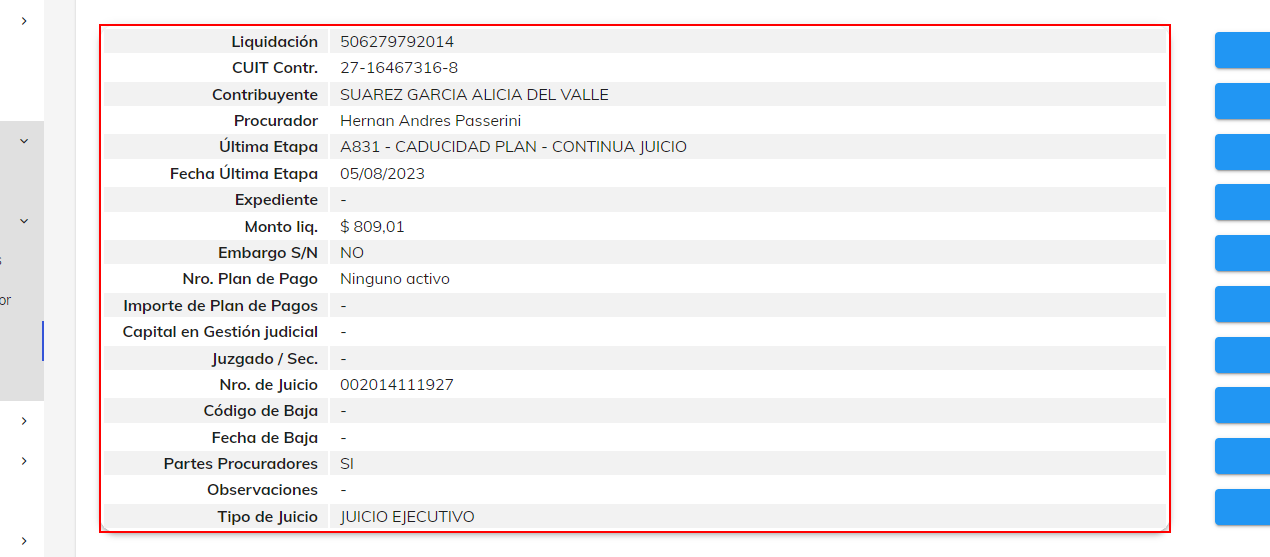 Liquidación 506279792014
CUIT Contr. 27-16467316-8
Contribuyente SUAREZ GARCIA ALICIA DEL VALLE
Procurador Hernan Andres Passerini
Última Etapa A831 - CADUCIDAD PLAN - CONTINUA JUICIO
Fecha Última Etapa 05/08/2023
Expediente -
Monto liq. $ 809,01
Embargo S/N NO
Nro. Plan de Pago Ninguno activo
Importe de Plan de Pagos -
Capital en Gestión judicial -
Juzgado / Sec. -
Nro. de Juicio 002014111927
Código de Baja -
Fecha de Baja -
Partes Procuradores SI
Observaciones -
Tipo de Juicio JUICIO EJECUTIVO